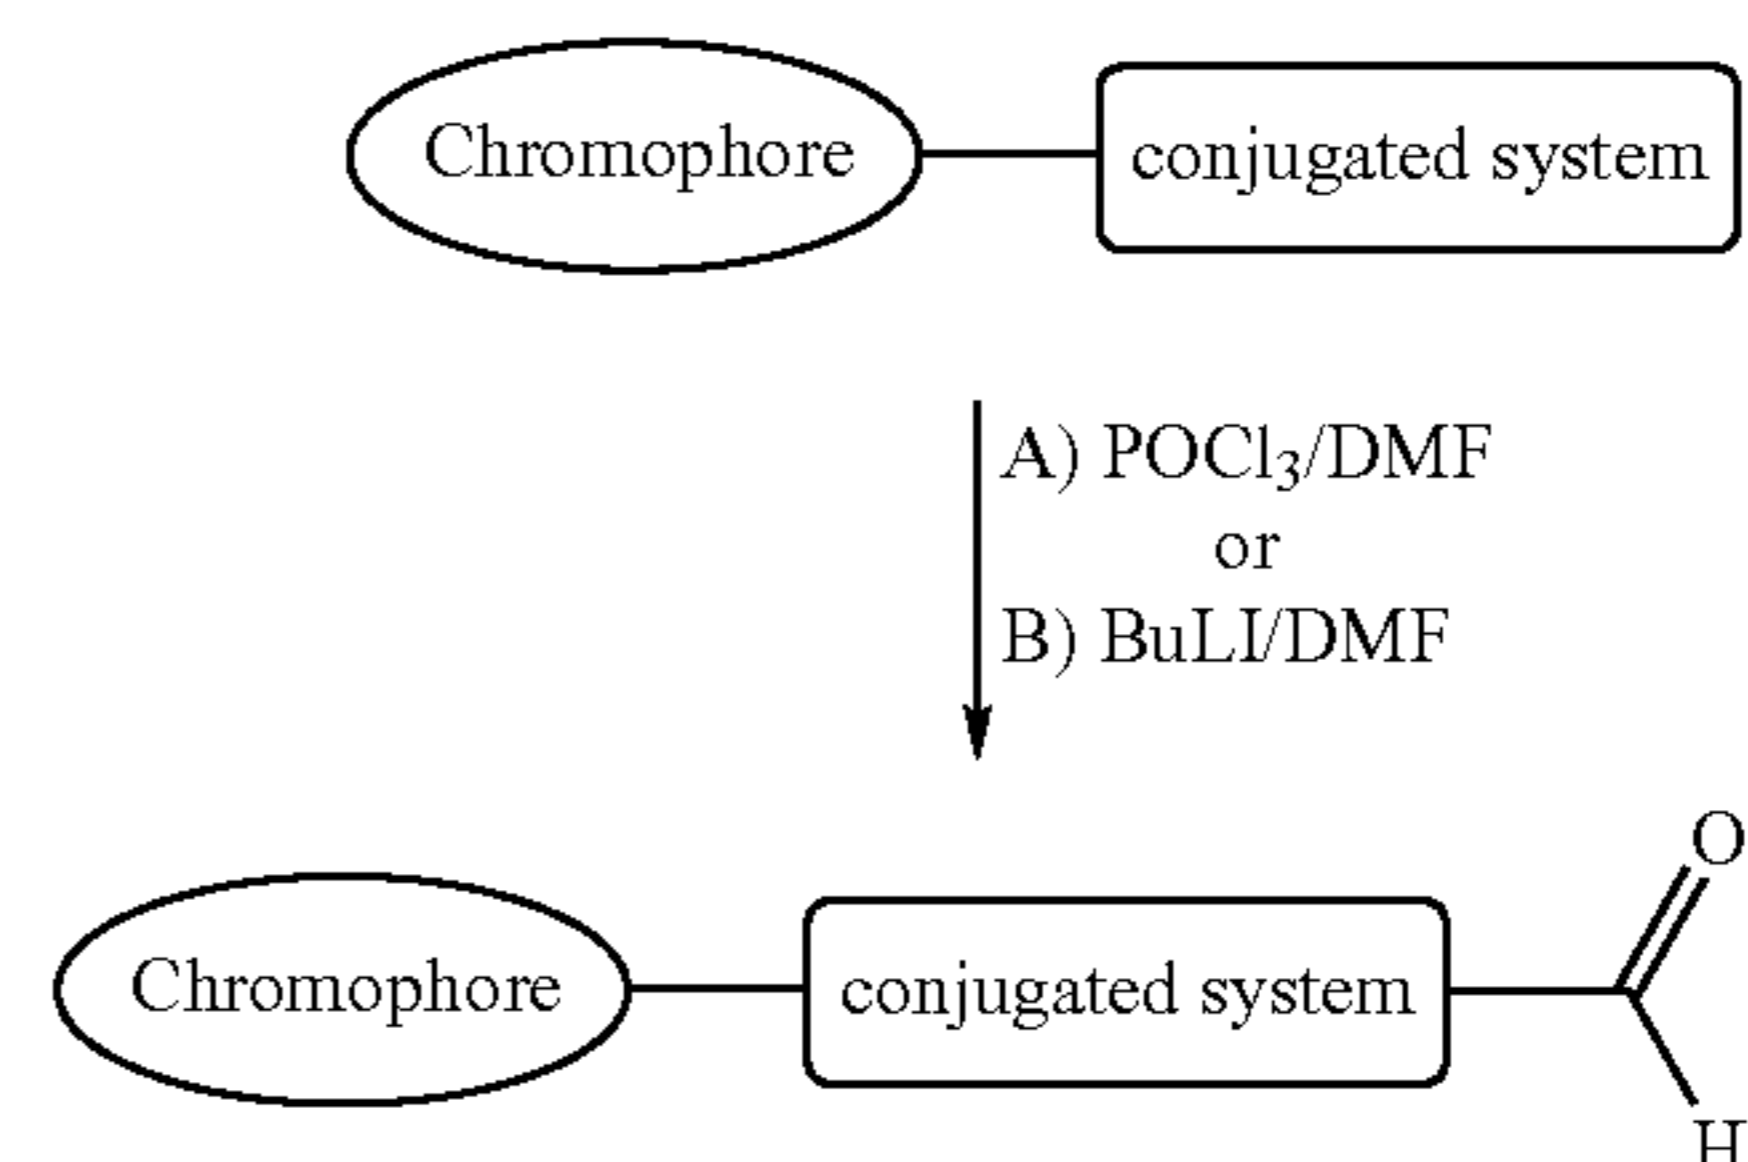 Chromophore
conjugated system
A) POCl₃/DMF
or
B) BuLI/DMF
O
Chromophore
conjugated system
H